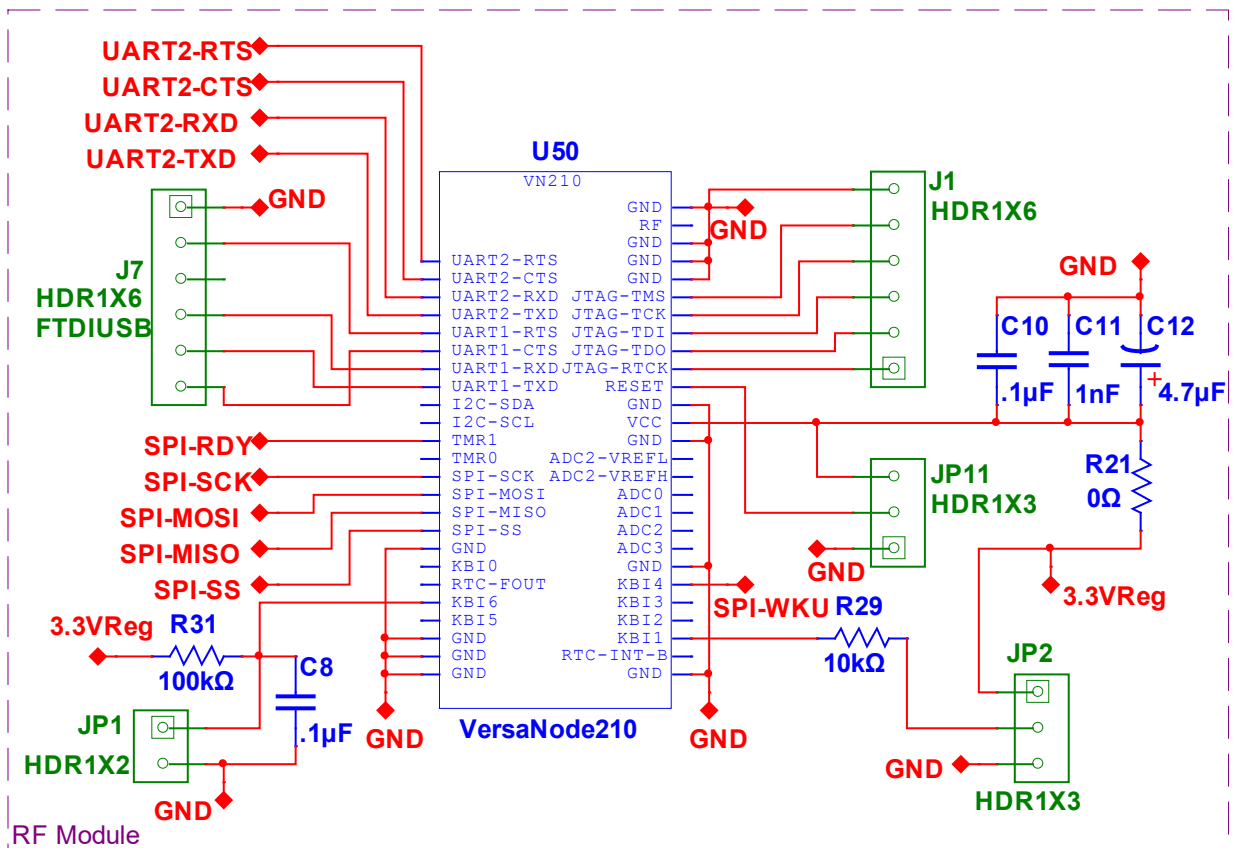 UART2-RTS
UART2-CTS
UART2-RXD
UART2-TXD
GND
J7
HDR1X6
FTDIUSB
SPI-RDY
SPI-SCK
SPI-MOSI
SPI-MISO
SPI-SS
3.3VReg
R31
100kΩ
C8
.1µF
JP1
HDR1X2
GND
GND
U50
VN210
UART2-RTS
UART2-CTS
UART2-RXD
UART2-TXD
UART1-RTS
UART1-CTS
UART1-RXD
UART1-TXD
I2C-SDA
I2C-SCL
TMR1
TMR0
SPI-SCK
SPI-MOSI
SPI-MISO
SPI-SS
GND
KBI0
RTC-FOUT
KBI6
KBI5
GND
GND
GND
GND
RF
GND
GND
GND
JTAG-TMS
JTAG-TCK
JTAG-TDI
JTAG-TDO
JTAG-RTCK
RESET
GND
VCC
GND
ADC2-VREFL
ADC2-VREFH
ADC0
ADC1
ADC2
ADC3
GND
KBI4
KBI3
KBI2
KBI1
RTC-INT-B
GND
VersaNode210
GND
J1
HDR1X6
GND
C10
.1µF
C11
1nF
C12
+
4.7µF
R21
0Ω
JP11
HDR1X3
GND
SPI-WKU
R29
10kΩ
3.3VReg
GND
JP2
GND
HDR1X3
RF Module